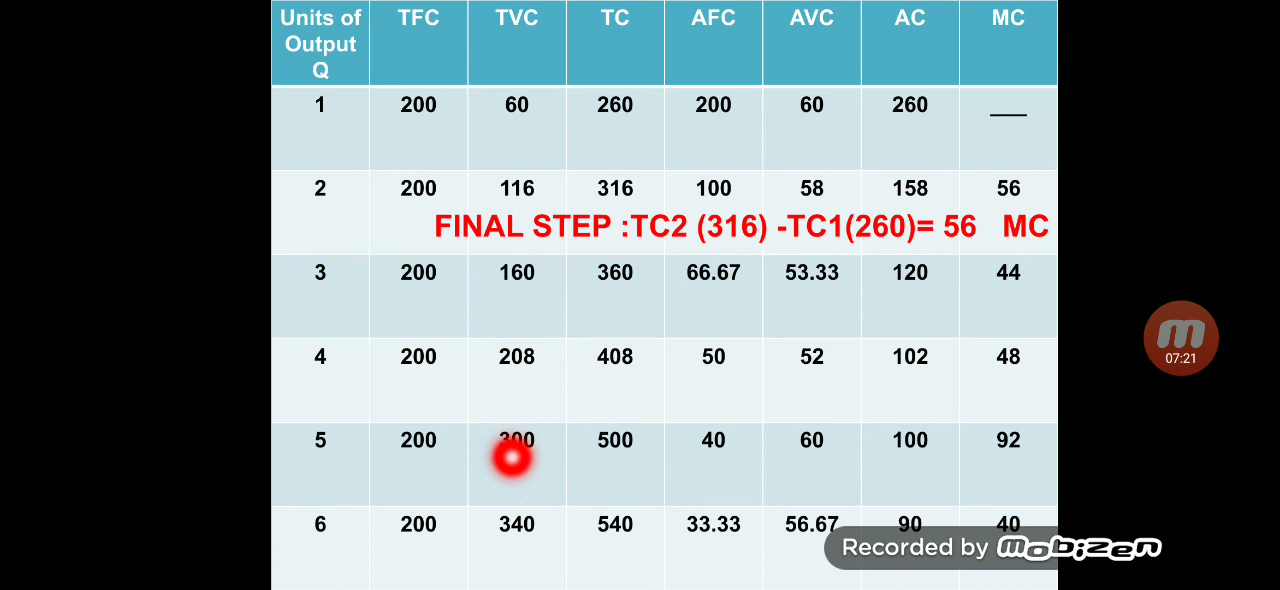 Units of Output Q TFC TVC TC AFC AVC AC MC
1 200 60 260 200 60 260 ___
2 200 116 316 100 58 158 56
FINAL STEP :TC2 (316) -TC1(260)= 56 MC
3 200 160 360 66.67 53.33 120 44
4 200 208 408 50 52 102 48
5 200 300 500 40 60 100 92
6 200 340 540 33.33 56.67 90 40
07:21
Recorded by mobizen